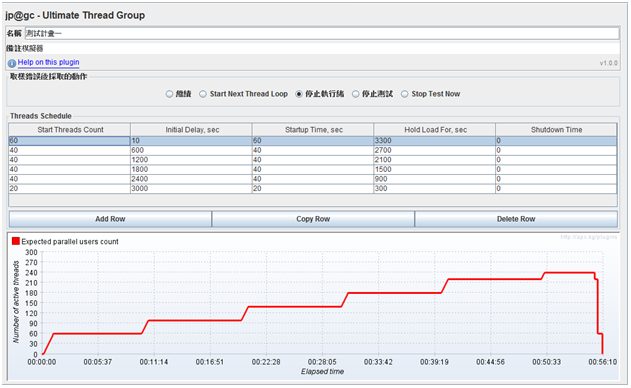 jp@gc - Ultimate Thread Group
名稱 測試計畫一
備註 模擬器
Help on this plugin v1.0.0
取樣錯誤後採取的動作
繼續 Start Next Thread Loop 停止執行緒 停止測試 Stop Test Now
Threads Schedule
Start Threads Count Initial Delay, sec Startup Time, sec Hold Load For, sec Shutdown Time
60 10 60 3300 0
40 600 40 2700 0
40 1200 40 2100 0
40 1800 40 1500 0
40 2400 40 900 0
20 3000 20 300 0
Add Row Copy Row Delete Row
Expected parallel users count
Number of active threads
300
270
240
210
180
150
120
90
60
30
0
00:00:00 00:05:37 00:11:14 00:16:51 00:22:28 00:28:05 00:33:42 00:39:19 00:44:56 00:50:33 00:56:10
Elapsed time